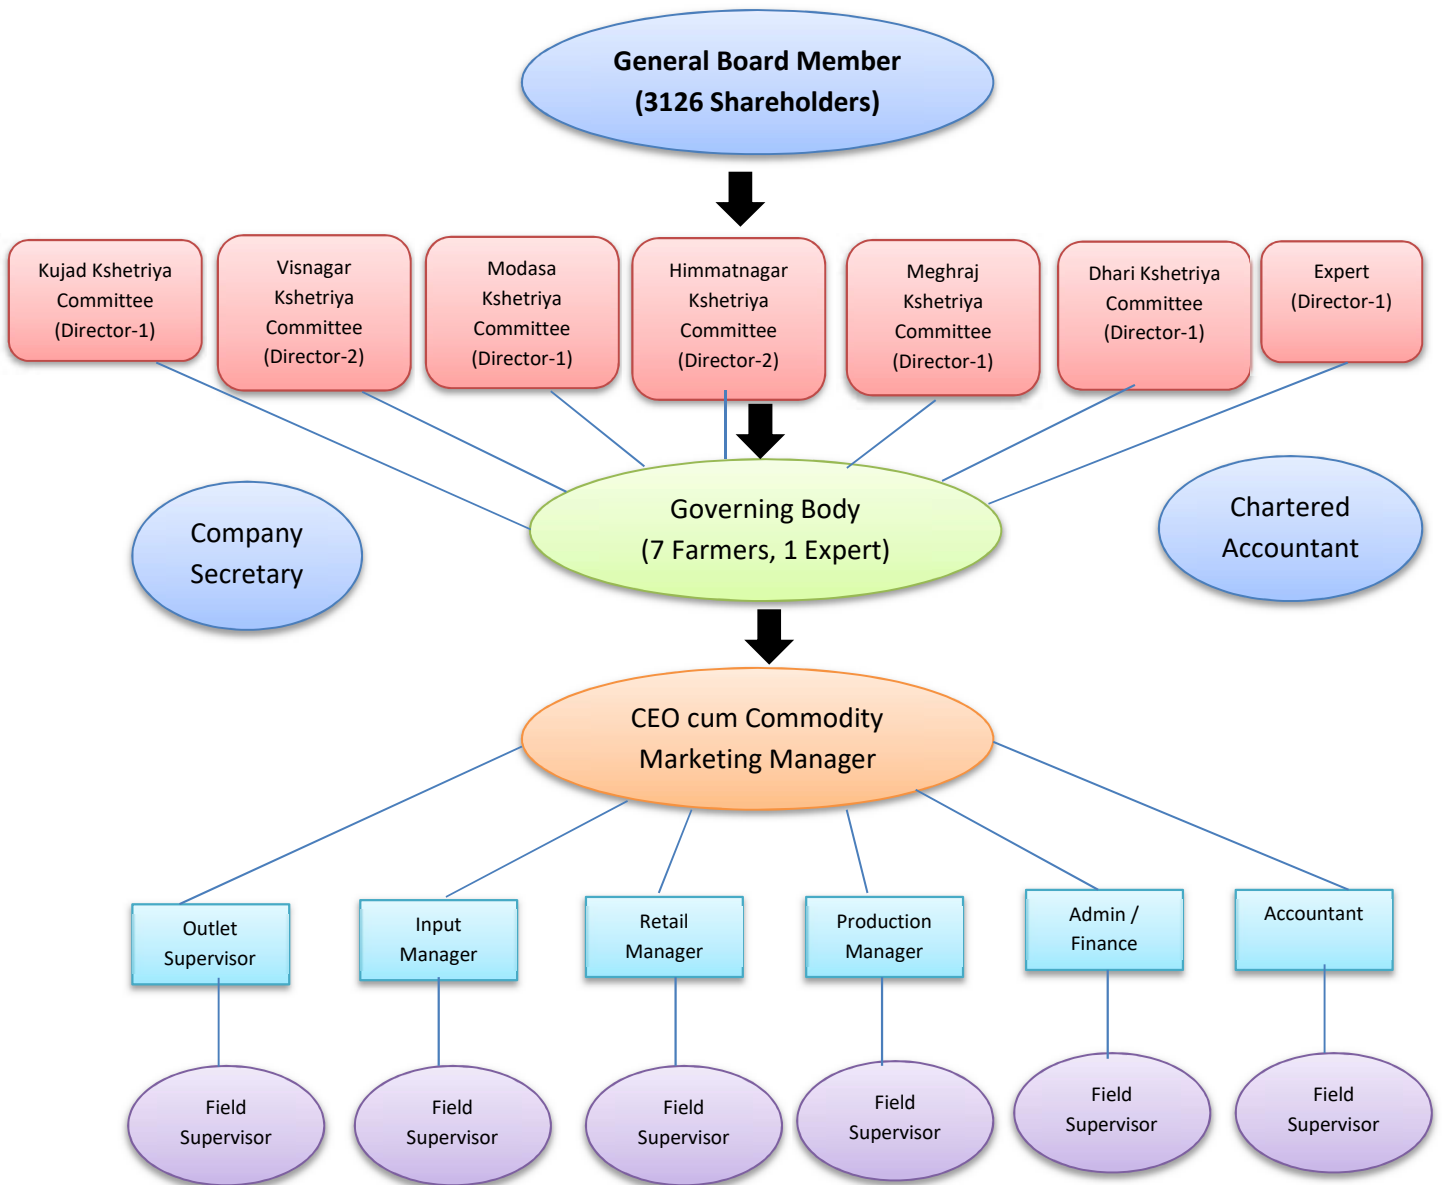 General Board Member
(3126 Shareholders)
Kujad Kshetriya
Committee
(Director-1)
Visnagar
Kshetriya
Committee
(Director-2)
Modasa
Kshetriya
Committee
(Director-1)
Himmatnagar
Kshetriya
Committee
(Director-2)
Meghraj
Kshetriya
Committee
(Director-1)
Dhari Kshetriya
Committee
(Director-1)
Expert
(Director-1)
Company
Secretary
Governing Body
(7 Farmers, 1 Expert)
Chartered
Accountant
CEO cum Commodity
Marketing Manager
Outlet
Supervisor
Input
Manager
Retail
Manager
Production
Manager
Admin /
Finance
Accountant
Field
Supervisor
Field
Supervisor
Field
Supervisor
Field
Supervisor
Field
Supervisor
Field
Supervisor